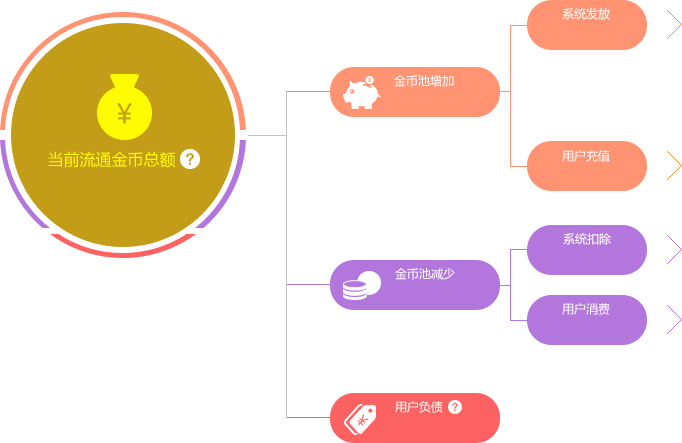 当前流通金币总额 ?
金币池增加
系统发放
用户充值
金币池减少
系统扣除
用户消费
用户负债 ?